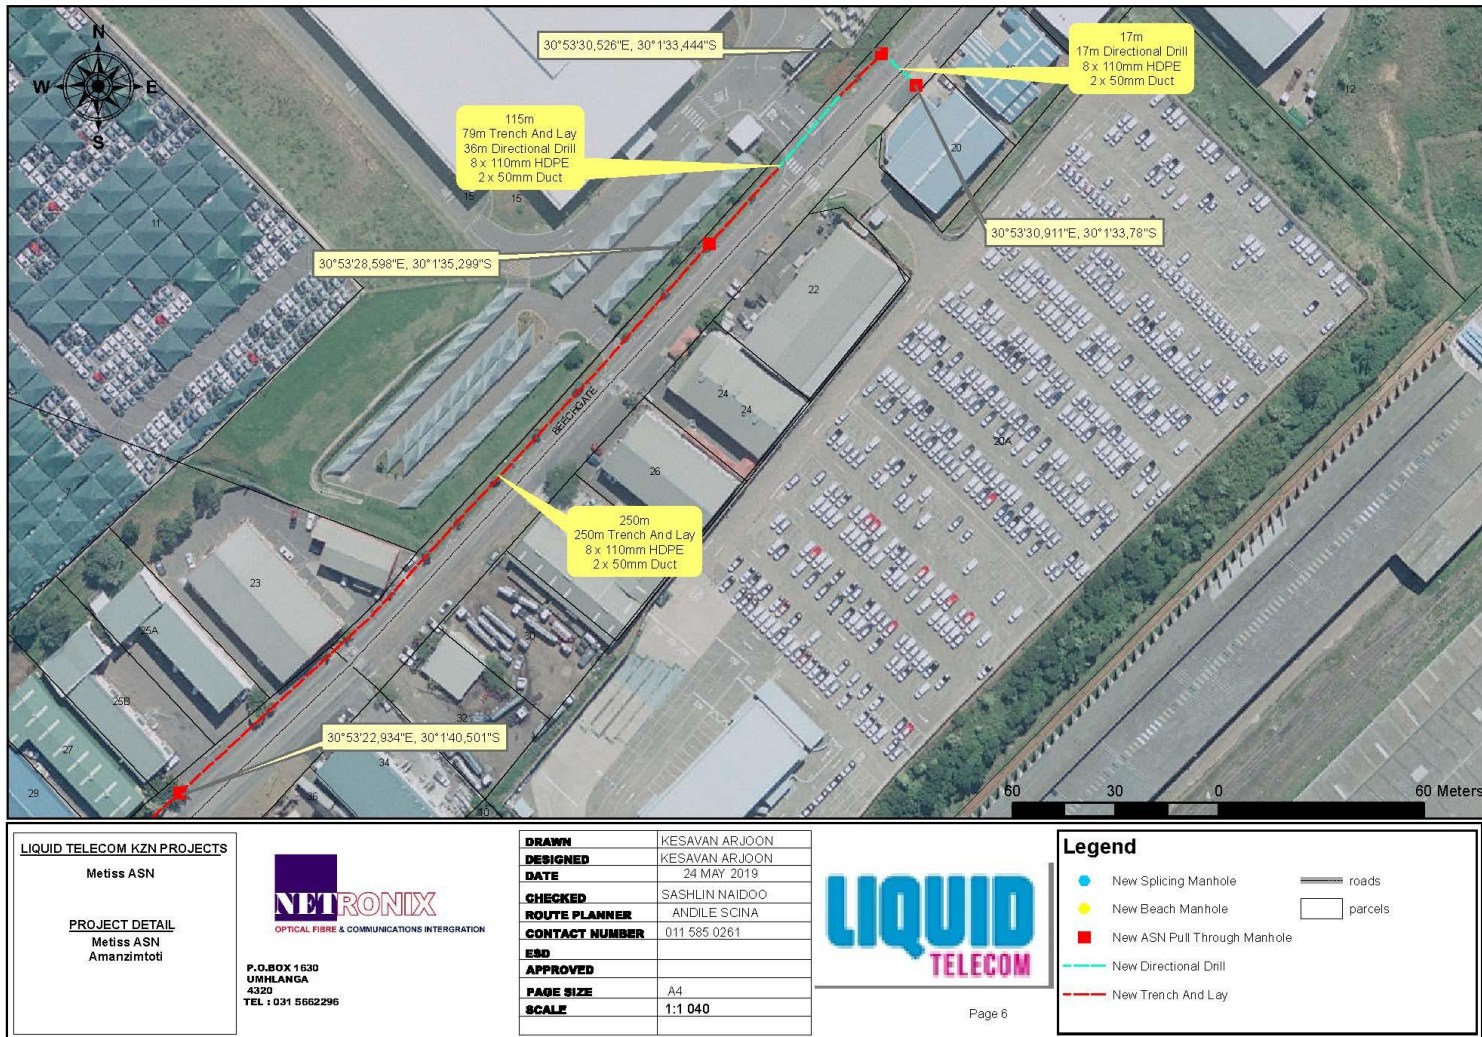 N
W
E
S
30°53'30,526"E, 30°1'33,444"S
17m
17m Directional Drill
8 x 110mm HDPE
2 x 50mm Duct
115m
79m Trench And Lay
36m Directional Drill
8 x 110mm HDPE
2 x 50mm Duct
12
20
11
15
15
30°53'30,911"E, 30°1'33,78"S
30°53'28,598"E, 30°1'35,299"S
22
24
24
BEECHGATE
20A
26
250m
250m Trench And Lay
8 x 110mm HDPE
2 x 50mm Duct
23
25A
30
25B
32
27
30°53'22,934"E, 30°1'40,501"S
34
29
36
10
60 30 0 60 Meters
LIQUID TELECOM KZN PROJECTS
Metiss ASN
PROJECT DETAIL
Metiss ASN
Amanzimtoti
NETRONIX
OPTICAL FIBRE & COMMUNICATIONS INTERGRATION
P.O.BOX 1630
UMHLANGA
4320
TEL : 031 5662296
DRAWN KESAVAN ARJOON
DESIGNED KESAVAN ARJOON
DATE 24 MAY 2019
CHECKED SASHLIN NAIDOO
ROUTE PLANNER ANDILE SCINA
CONTACT NUMBER 011 585 0261
ESD
APPROVED
PAGE SIZE A4
SCALE 1:1 040
LIQUID
TELECOM
Page 6
Legend
New Splicing Manhole
New Beach Manhole
New ASN Pull Through Manhole
New Directional Drill
New Trench And Lay
roads
parcels